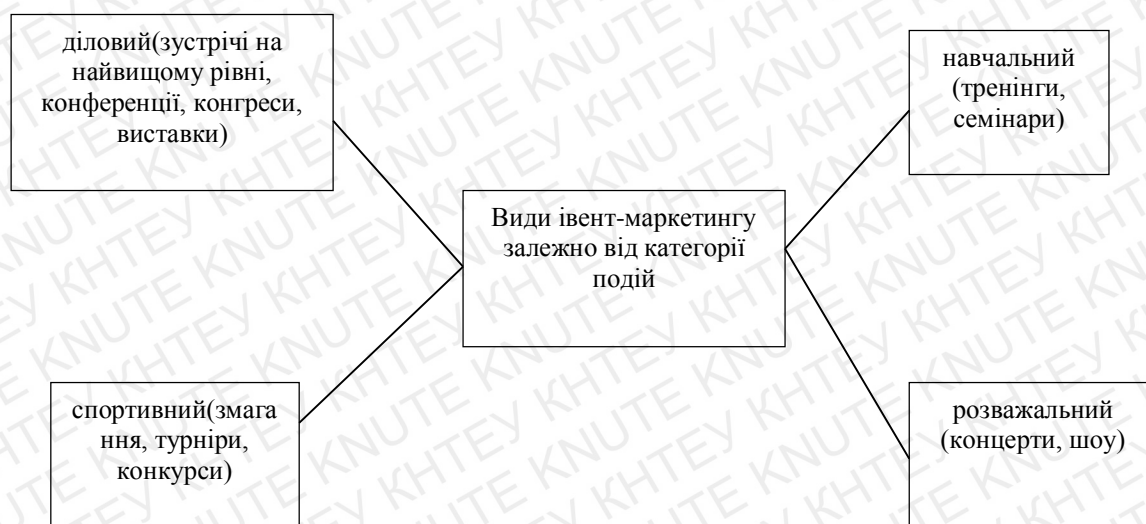 діловий(зустрічі на
найвищому рівні,
конференції, конгреси,
виставки)
навчальний
(тренінги,
семінари)
Види івент-маркетингу
залежно від категорії
подій
спортивний(змага
ння, турніри,
конкурси)
розважальний
(концерти, шоу)